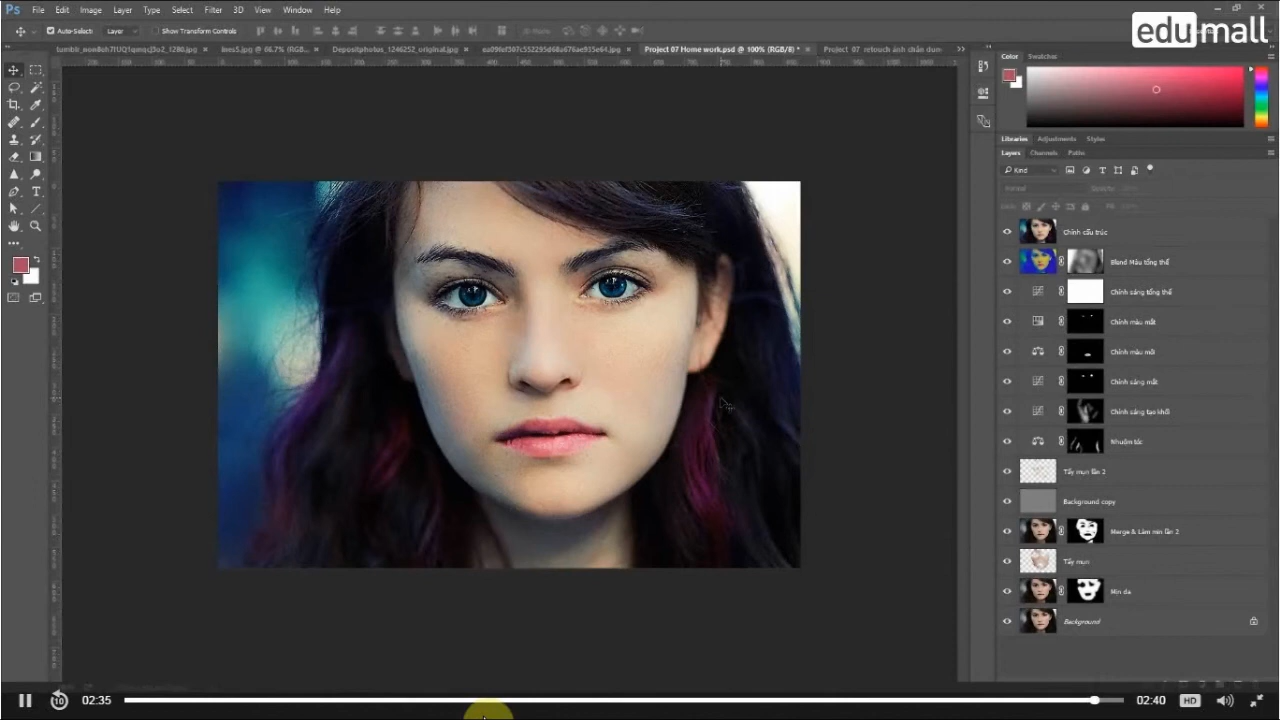 Ps File Edit Image Layer Type Select Filter 3D View Window Help
edumall
Auto-Select: Layer Show Transform Controls
Project 07 Home work.psd @ 100% (RGB/8) *
Color Swatches
Libraries Adjustments Styles
Layers Channels Paths
Kind
Normal Opacity:
Chỉnh cấu trúc
Blend Màu tổng thể
Chỉnh sáng tổng thể
Chỉnh màu mắt
Chỉnh màu môi
Chỉnh sáng mắt
Chỉnh sáng tạo khối
Nhuộm tóc
Tẩy mụn lần 2
Background copy
Merge & Làm mịn lần 2
Tẩy mụn
Mịn da
Background
10 02:35 02:40 HD